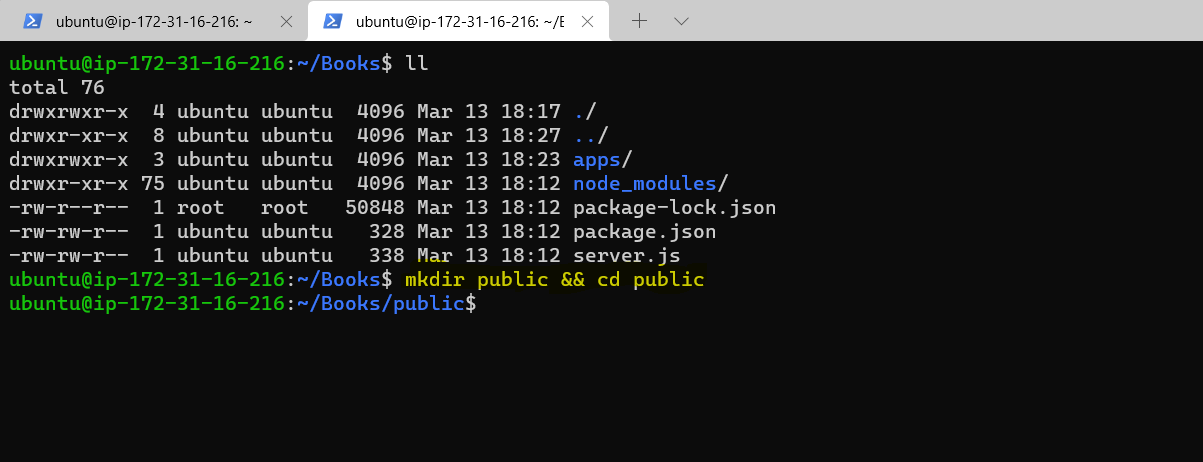 ubuntu@ip-172-31-16-216: ~
ubuntu@ip-172-31-16-216: ~/E
ubuntu@ip-172-31-16-216:~/Books$ ll
total 76
drwxrwxr-x  4 ubuntu ubuntu  4096 Mar 13 18:17 ./
drwxr-xr-x  8 ubuntu ubuntu  4096 Mar 13 18:27 ../
drwxrwxr-x  3 ubuntu ubuntu  4096 Mar 13 18:23 apps/
drwxr-xr-x 75 ubuntu ubuntu  4096 Mar 13 18:12 node_modules/
-rw-r--r--  1 root   root   50848 Mar 13 18:12 package-lock.json
-rw-rw-r--  1 ubuntu ubuntu   328 Mar 13 18:12 package.json
-rw-rw-r--  1 ubuntu ubuntu   338 Mar 13 18:12 server.js
ubuntu@ip-172-31-16-216:~/Books$ mkdir public && cd public
ubuntu@ip-172-31-16-216:~/Books/public$